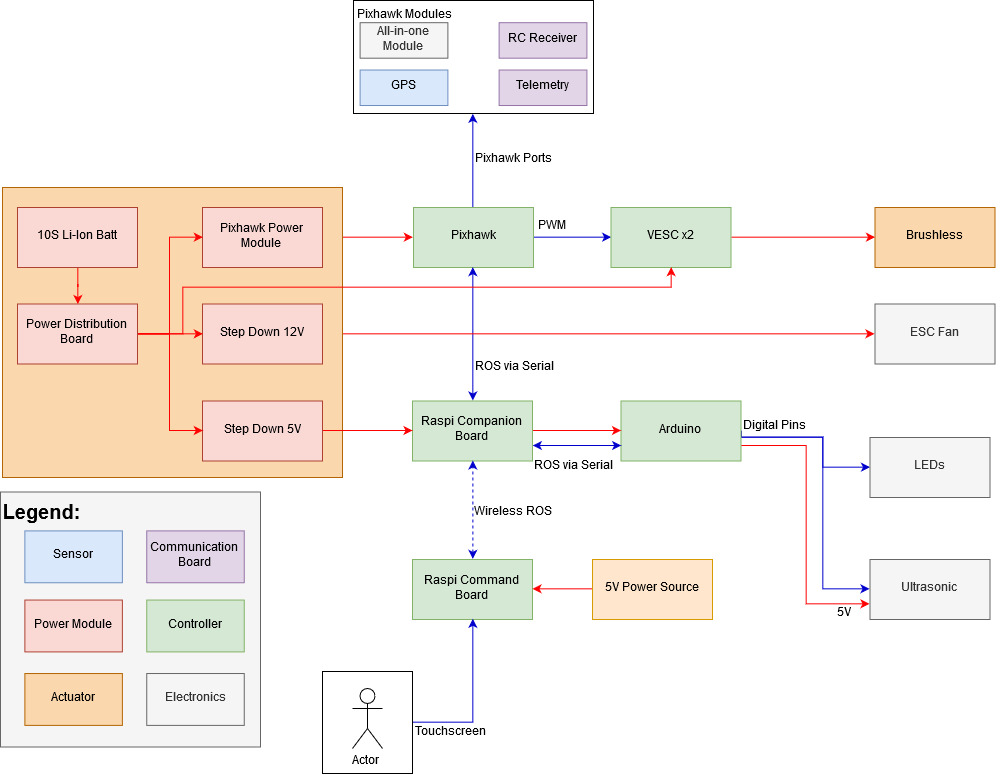 Pixhawk Modules
All-in-one
Module
RC Receiver
GPS
Telemetry
Pixhawk Ports
10S Li-Ion Batt
Pixhawk Power
Module
Pixhawk
PWM
VESC x2
Brushless
Power Distribution
Board
Step Down 12V
ESC Fan
ROS via Serial
Step Down 5V
Raspi Companion
Board
Arduino
Digital Pins
ROS via Serial
LEDs
Wireless ROS
Raspi Command
Board
5V Power Source
Ultrasonic
5V
Legend:
Sensor
Communication
Board
Power Module
Controller
Actuator
Electronics
Touchscreen
Actor